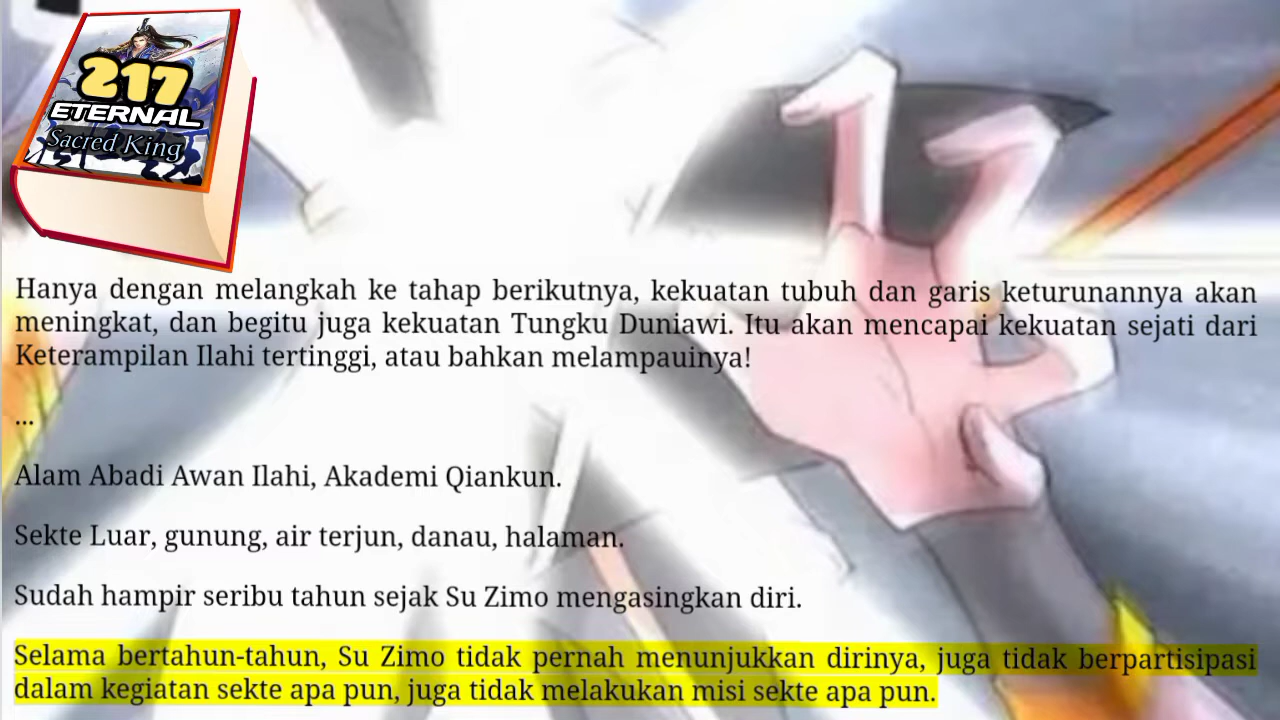 217
ETERNAL
Sacred King
Hanya dengan melangkah ke tahap berikutnya, kekuatan tubuh dan garis keturunannya akan
meningkat, dan begitu juga kekuatan Tungku Duniawi. Itu akan mencapai kekuatan sejati dari
Keterampilan Ilahi tertinggi, atau bahkan melampauinya!
...
Alam Abadi Awan Ilahi, Akademi Qiankun.
Sekte Luar, gunung, air terjun, danau, halaman.
Sudah hampir seribu tahun sejak Su Zimo mengasingkan diri.
Selama bertahun-tahun, Su Zimo tidak pernah menunjukkan dirinya, juga tidak berpartisipasi
dalam kegiatan sekte apa pun, juga tidak melakukan misi sekte apa pun.